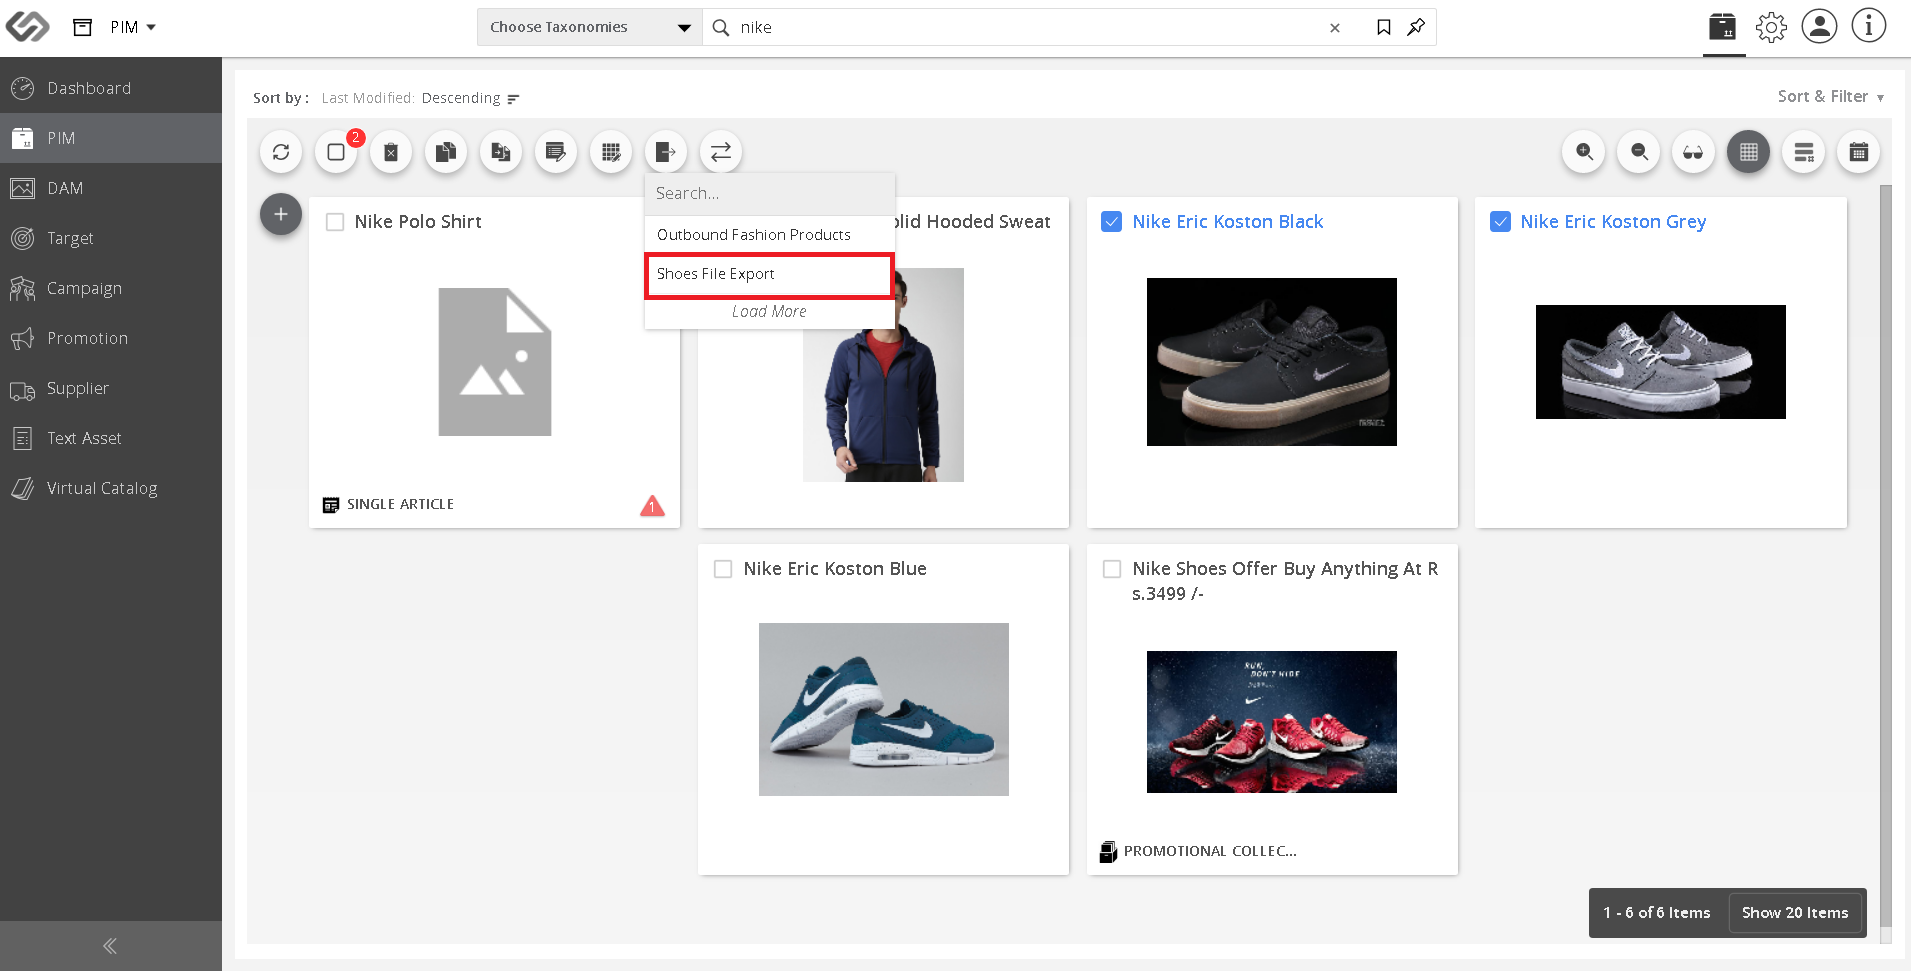 PIM
Choose Taxonomies
nike
Dashboard
PIM
DAM
Target
Campaign
Promotion
Supplier
Text Asset
Virtual Catalog
Sort by : Last Modified: Descending
Sort & Filter
2
Search...
Outbound Fashion Products
Shoes File Export
Load More
Nike Polo Shirt
SINGLE ARTICLE
1
Hooded Sweat
Nike Eric Koston Black
Nike Eric Koston Grey
Nike Eric Koston Blue
Nike Shoes Offer Buy Anything At R
s.3499 /-
RUN,
DON'T HIDE
PROMOTIONAL COLLEC...
1 - 6 of 6 Items
Show 20 Items